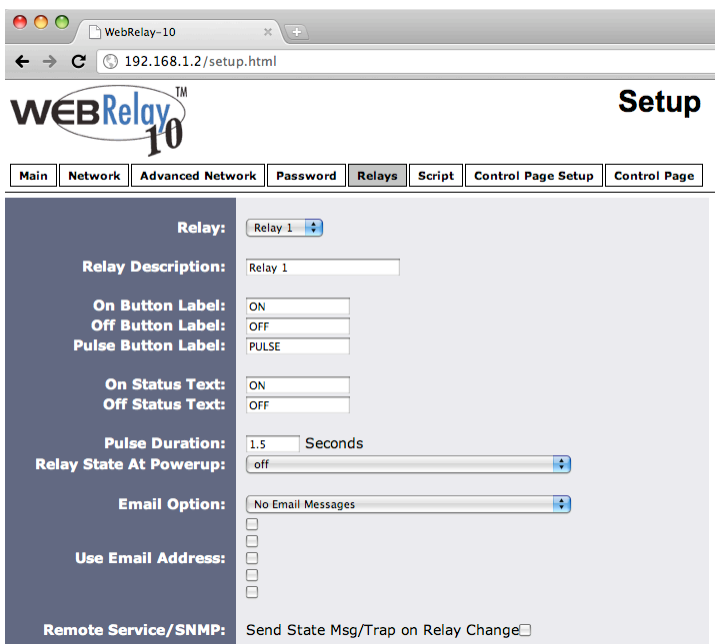 WebRelay-10
192.168.1.2/setup.html
WEBRelay 10 TM
Setup
Main Network Advanced Network Password Relays Script Control Page Setup Control Page
Relay: Relay 1
Relay Description: Relay 1
On Button Label: ON
Off Button Label: OFF
Pulse Button Label: PULSE
On Status Text: ON
Off Status Text: OFF
Pulse Duration: 1.5 Seconds
Relay State At Powerup: off
Email Option: No Email Messages
Use Email Address:
Remote Service/SNMP: Send State Msg/Trap on Relay Change